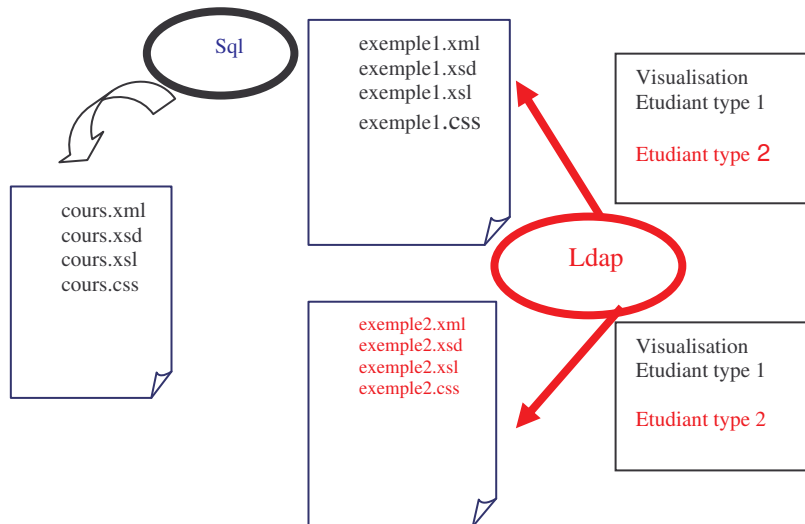 Sql
exemple1.xml
exemple1.xsd
exemple1.xsl
exemple1.css
Visualisation
Etudiant type 1
Etudiant type 2
cours.xml
cours.xsd
cours.xsl
cours.css
Ldap
exemple2.xml
exemple2.xsd
exemple2.xsl
exemple2.css
Visualisation
Etudiant type 1
Etudiant type 2